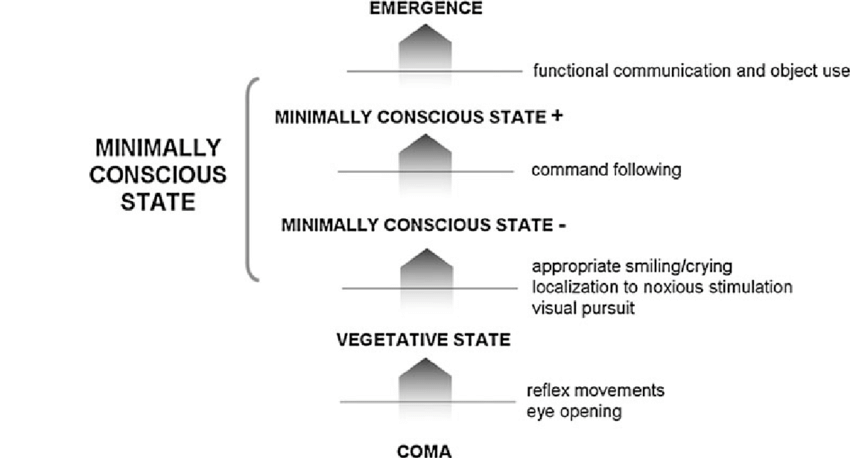 EMERGENCE
functional communication and object use
MINIMALLY CONSCIOUS STATE +
MINIMALLY
CONSCIOUS
STATE
command following
MINIMALLY CONSCIOUS STATE -
appropriate smiling/crying
localization to noxious stimulation
visual pursuit
VEGETATIVE STATE
reflex movements
eye opening
COMA